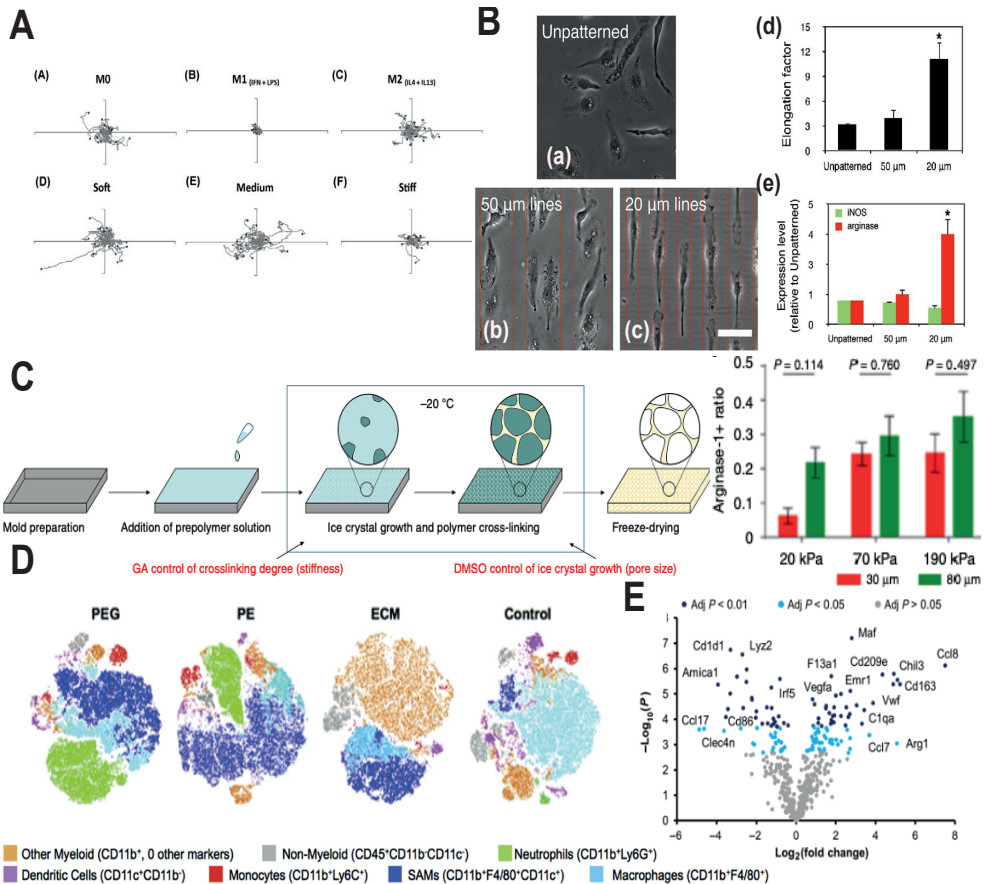 A
(A) M0
(B) M1 (IFN + LPS)
(C) M2 (IL4 + IL13)
(D) Soft
(E) Medium
(F) Stiff
B
Unpatterned
(a)
50 µm lines
(b)
20 µm lines
(c)
(d)
Elongation factor
15
12
9
6
3
0
*
Unpatterned 50 µm 20 µm
(e)
Expression level
(relative to Unpatterned)
iNOS
arginase
*
5
4
2
1
0
Unpatterned 50 µm 20 µm
C
–20 °C
Mold preparation
Addition of prepolymer solution
Ice crystal growth and polymer cross-linking
Freeze-drying
GA control of crosslinking degree (stiffness)
DMSO control of ice crystal growth (pore size)
P = 0.114 P = 0.760 P = 0.497
Arginase-1+ ratio
0.5
0.4
0.3
0.2
0.1
0
20 kPa 70 kPa 190 kPa
30 µm 80 µm
D
PEG PE ECM Control
Other Myeloid (CD11b⁺, 0 other markers)
Non-Myeloid (CD45⁺CD11b⁻CD11c⁻)
Neutrophils (CD11b⁺Ly6G⁺)
Dendritic Cells (CD11c⁺CD11b⁻)
Monocytes (CD11b⁺Ly6C⁺)
SAMs (CD11b⁺F4/80⁺CD11c⁺)
Macrophages (CD11b⁺F4/80⁺)
E
Adj P < 0.01 Adj P < 0.05 Adj P > 0.05
–Log10(P)
8
7
6
5
4
3
2
1
0
Maf
Cd1d1
Lyz2
Ccl8
F13a1
Cd209e
Chil3
Amica1
Emr1
Cd163
Irf5
Vegfa
Vwf
Ccl17
Cd86
C1qa
Clec4n
Ccl7
Arg1
−6 −4 −2 0 2 4 6 8
Log2(fold change)